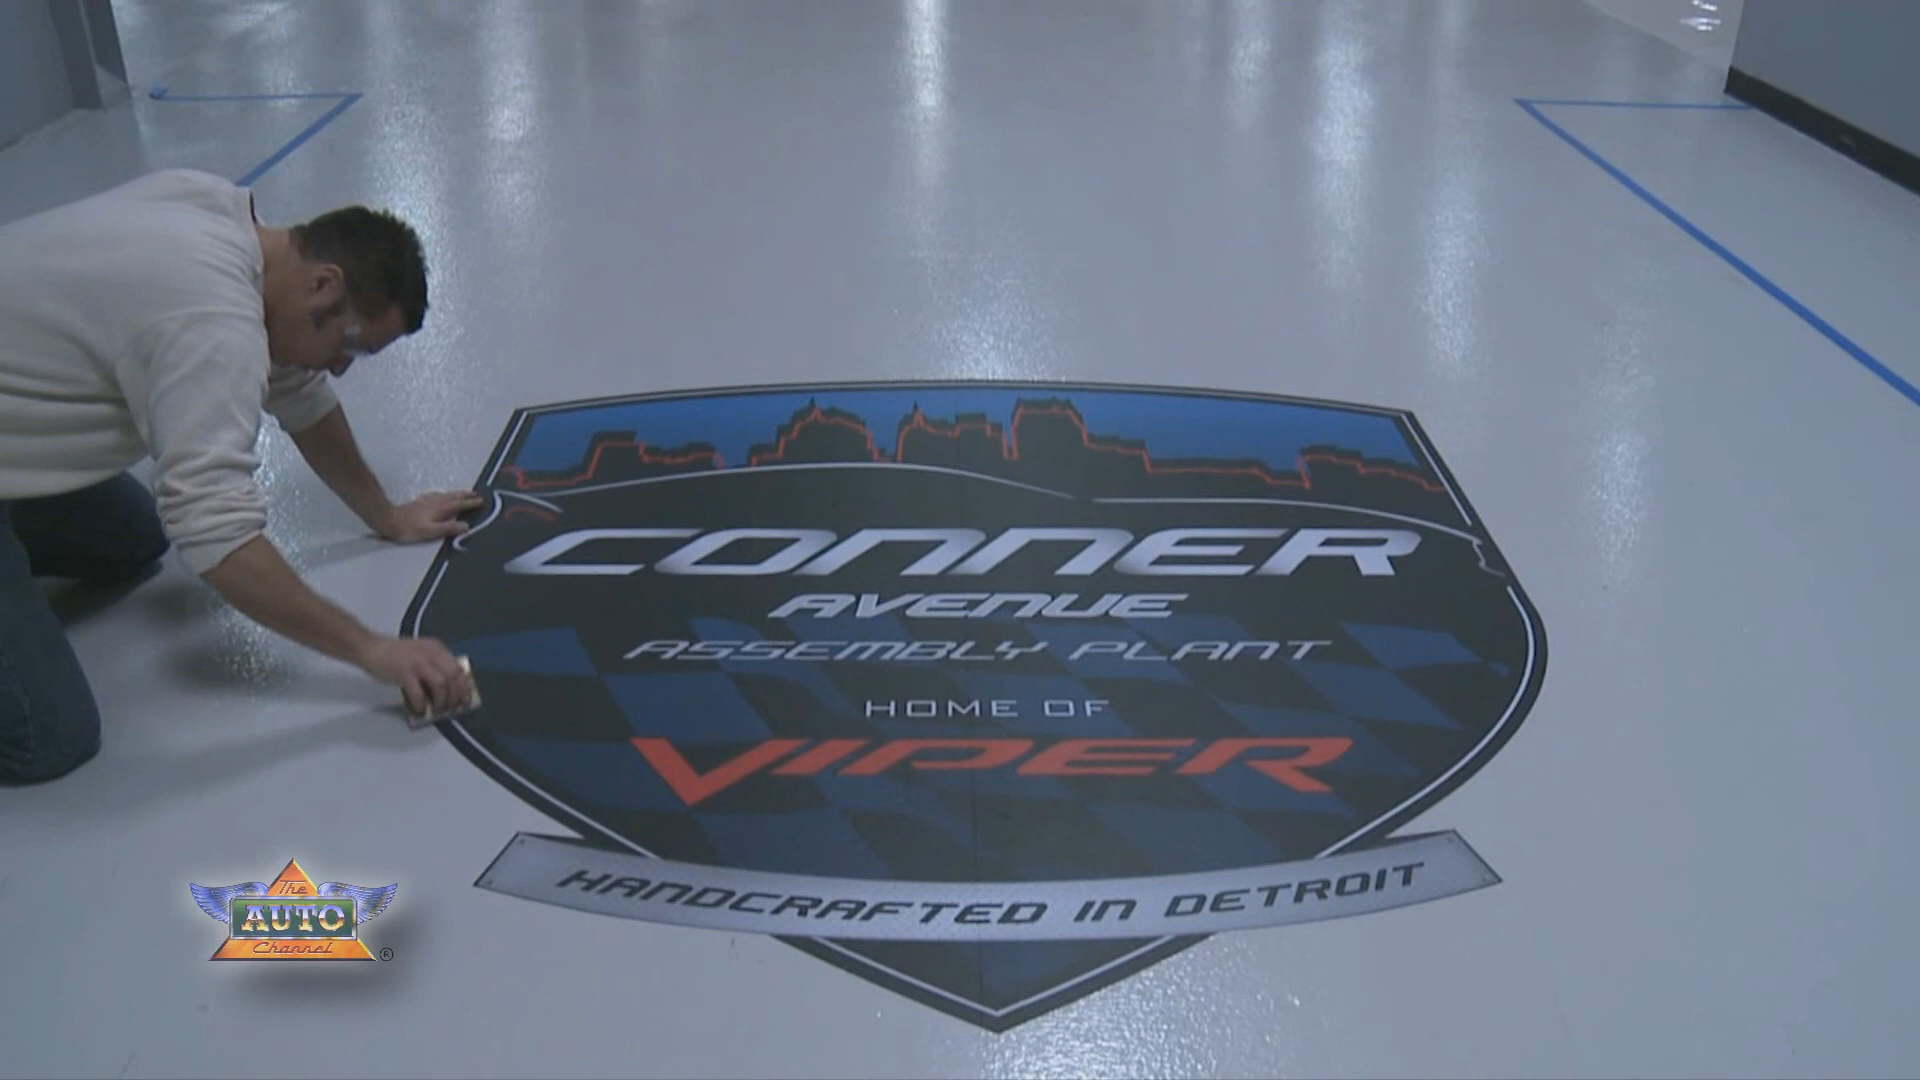 CONNER
AVENUE
ASSEMBLY PLANT
HOME OF
VIPER
HANDCRAFTED IN DETROIT
The
AUTO
Channel
®